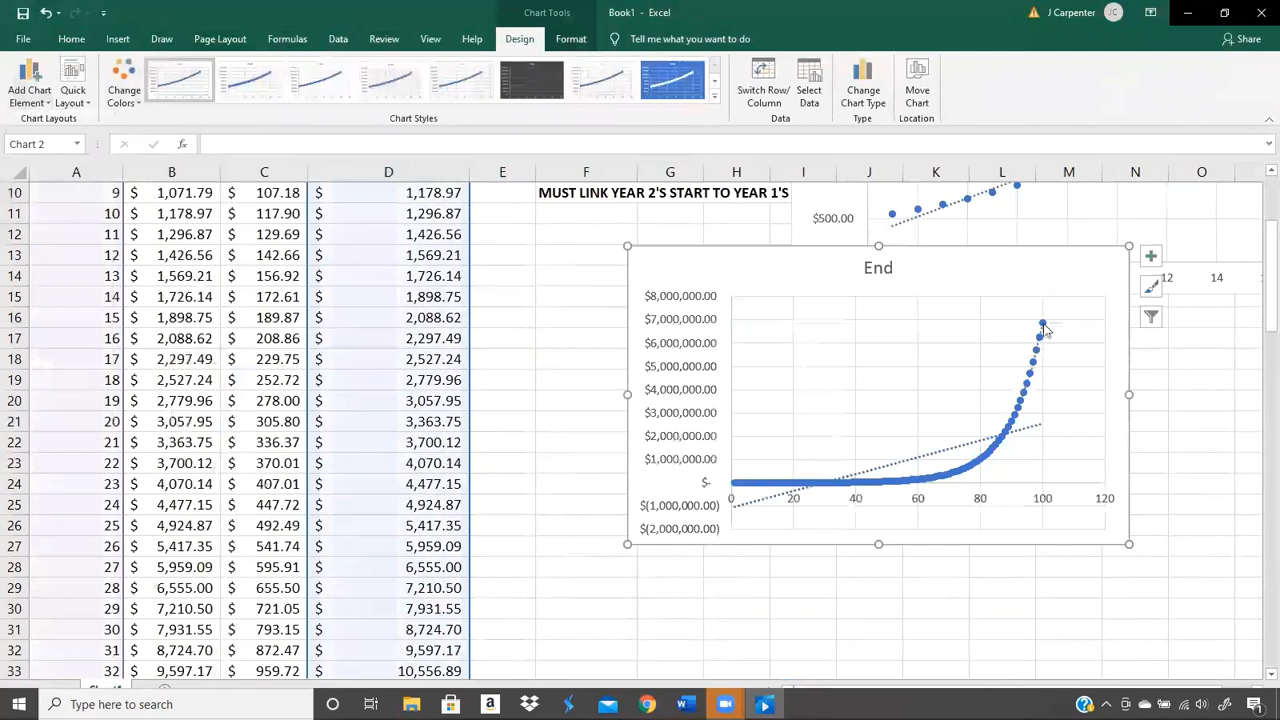 Chart Tools
Book1 - Excel
J Carpenter
JC
File Home Insert Draw Page Layout Formulas Data Review View Help Design Format Tell me what you want to do Share
Add Chart Element
Quick Layout
Change Colors
Switch Row/ Column
Select Data
Change Chart Type
Move Chart
Chart Layouts
Chart Styles
Data
Type
Location
Chart 2
fx
A B C D E F G H I J K L M N O
10 9 $ 1,071.79 $ 107.18 $ 1,178.97 MUST LINK YEAR 2'S START TO YEAR 1'S
11 10 $ 1,178.97 $ 117.90 $ 1,296.87
12 11 $ 1,296.87 $ 129.69 $ 1,426.56
13 12 $ 1,426.56 $ 142.66 $ 1,569.21
14 13 $ 1,569.21 $ 156.92 $ 1,726.14
15 14 $ 1,726.14 $ 172.61 $ 1,898.75
16 15 $ 1,898.75 $ 189.87 $ 2,088.62
17 16 $ 2,088.62 $ 208.86 $ 2,297.49
18 17 $ 2,297.49 $ 229.75 $ 2,527.24
19 18 $ 2,527.24 $ 252.72 $ 2,779.96
20 19 $ 2,779.96 $ 278.00 $ 3,057.95
21 20 $ 3,057.95 $ 305.80 $ 3,363.75
22 21 $ 3,363.75 $ 336.37 $ 3,700.12
23 22 $ 3,700.12 $ 370.01 $ 4,070.14
24 23 $ 4,070.14 $ 407.01 $ 4,477.15
25 24 $ 4,477.15 $ 447.72 $ 4,924.87
26 25 $ 4,924.87 $ 492.49 $ 5,417.35
27 26 $ 5,417.35 $ 541.74 $ 5,959.09
28 27 $ 5,959.09 $ 595.91 $ 6,555.00
29 28 $ 6,555.00 $ 655.50 $ 7,210.50
30 29 $ 7,210.50 $ 721.05 $ 7,931.55
31 30 $ 7,931.55 $ 793.15 $ 8,724.70
32 31 $ 8,724.70 $ 872.47 $ 9,597.17
33 32 $ 9,597.17 $ 959.72 $ 10,556.89
$500.00
12 14
End
$8,000,000.00
$7,000,000.00
$6,000,000.00
$5,000,000.00
$4,000,000.00
$3,000,000.00
$2,000,000.00
$1,000,000.00
$-
$(1,000,000.00)
$(2,000,000.00)
0 20 40 60 80 100 120
Type here to search